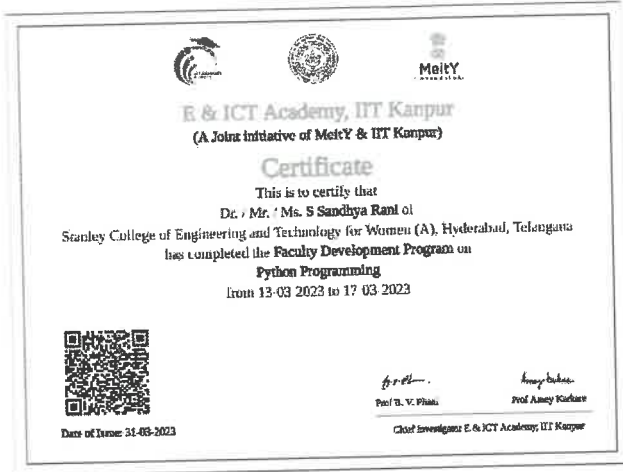 MeitY
E & ICT Academy, IIT Kanpur
(A Joint initiative of MeitY & IIT Kanpur)
Certificate
This is to certify that
Dr. / Mr. / Ms. S Sandhya Rani of
Stanley College of Engineering and Technology for Women (A), Hyderabad, Telangana
has completed the Faculty Development Program on
Python Programming
from 13-03-2023 to 17-03-2023
Prof B. V. Phani
Prof Amey Karkare
Date of Issue: 31-03-2023
Chief Investigator E & ICT Academy, IIT Kanpur